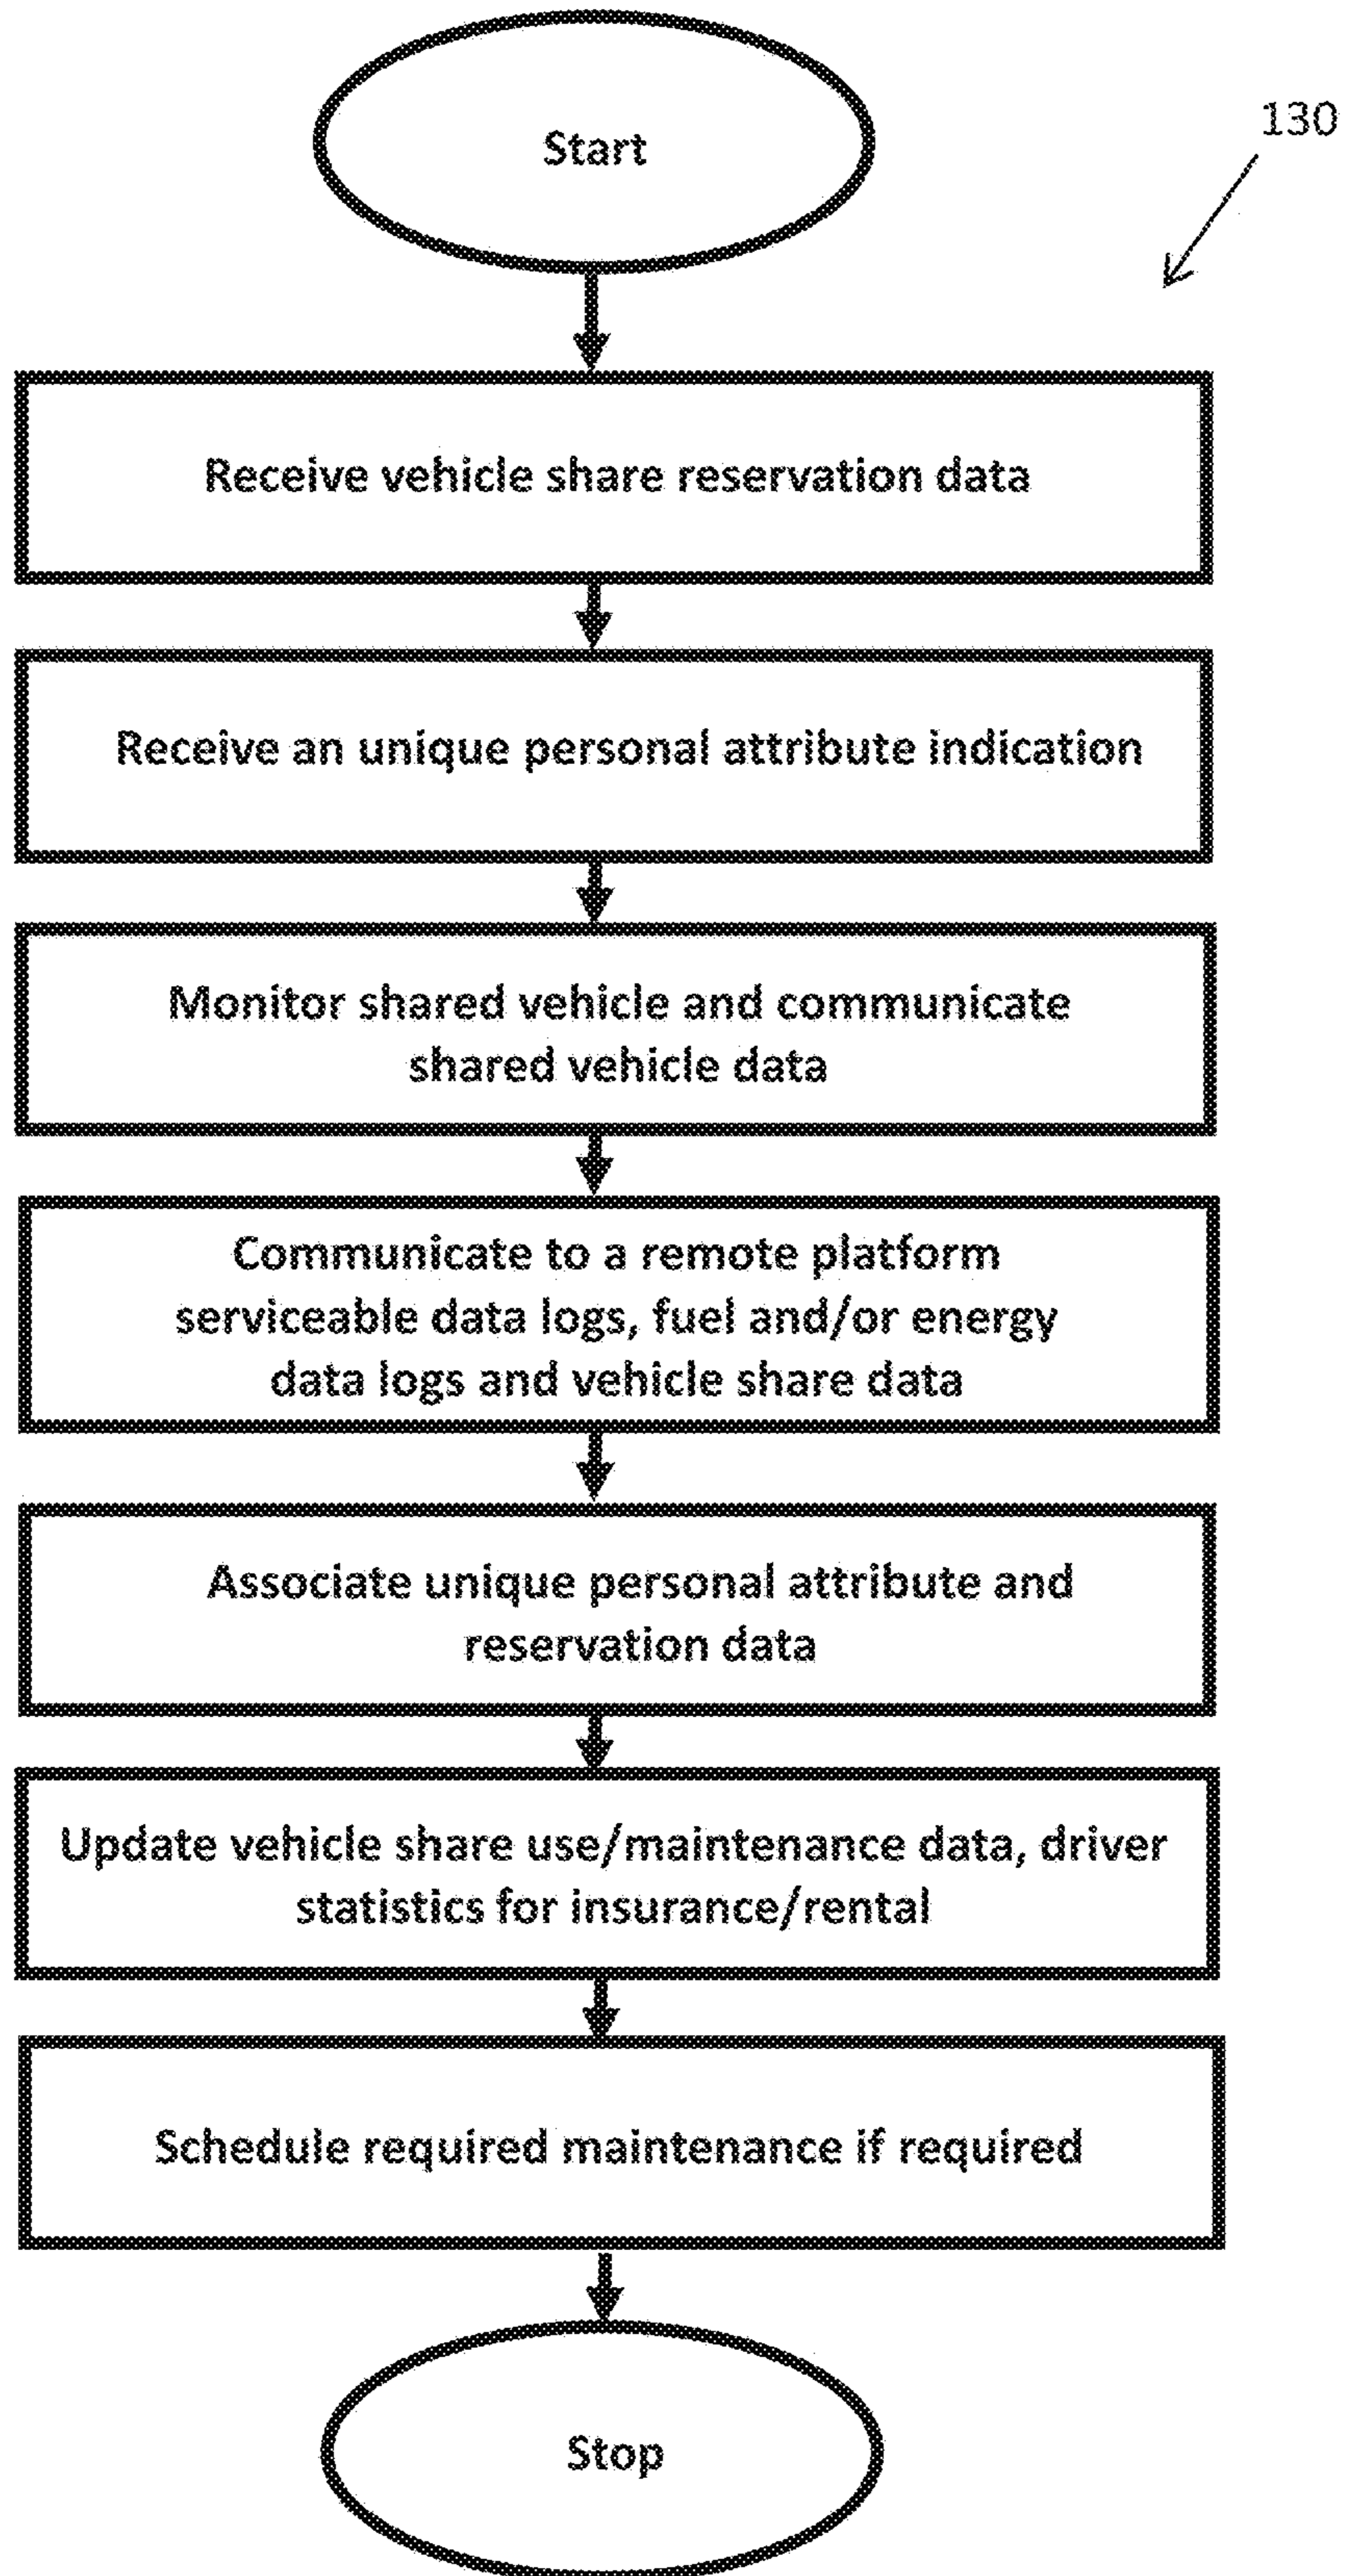 Start
130
Receive vehicle share reservation data
Receive an unique personal attribute indication
Monitor shared vehicle and communicate
shared vehicle data
Communicate to a remote platform
serviceable data logs, fuel and/or energy
data logs and vehicle share data
Associate unique personal attribute and
reservation data
Update vehicle share use/maintenance data, driver
statistics for insurance/rental
Schedule required maintenance if required
Stop